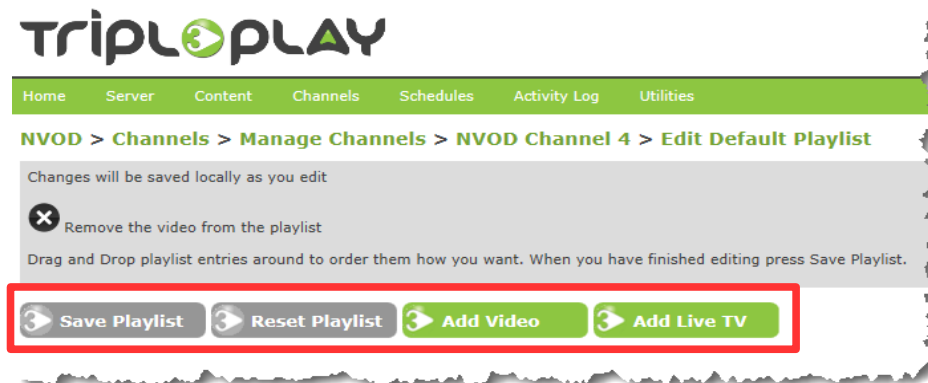 TRIPLEPLAY
Home Server Content Channels Schedules Activity Log Utilities
NVOD > Channels > Manage Channels > NVOD Channel 4 > Edit Default Playlist
Changes will be saved locally as you edit
Remove the video from the playlist
Drag and Drop playlist entries around to order them how you want. When you have finished editing press Save Playlist.
Save Playlist Reset Playlist Add Video Add Live TV